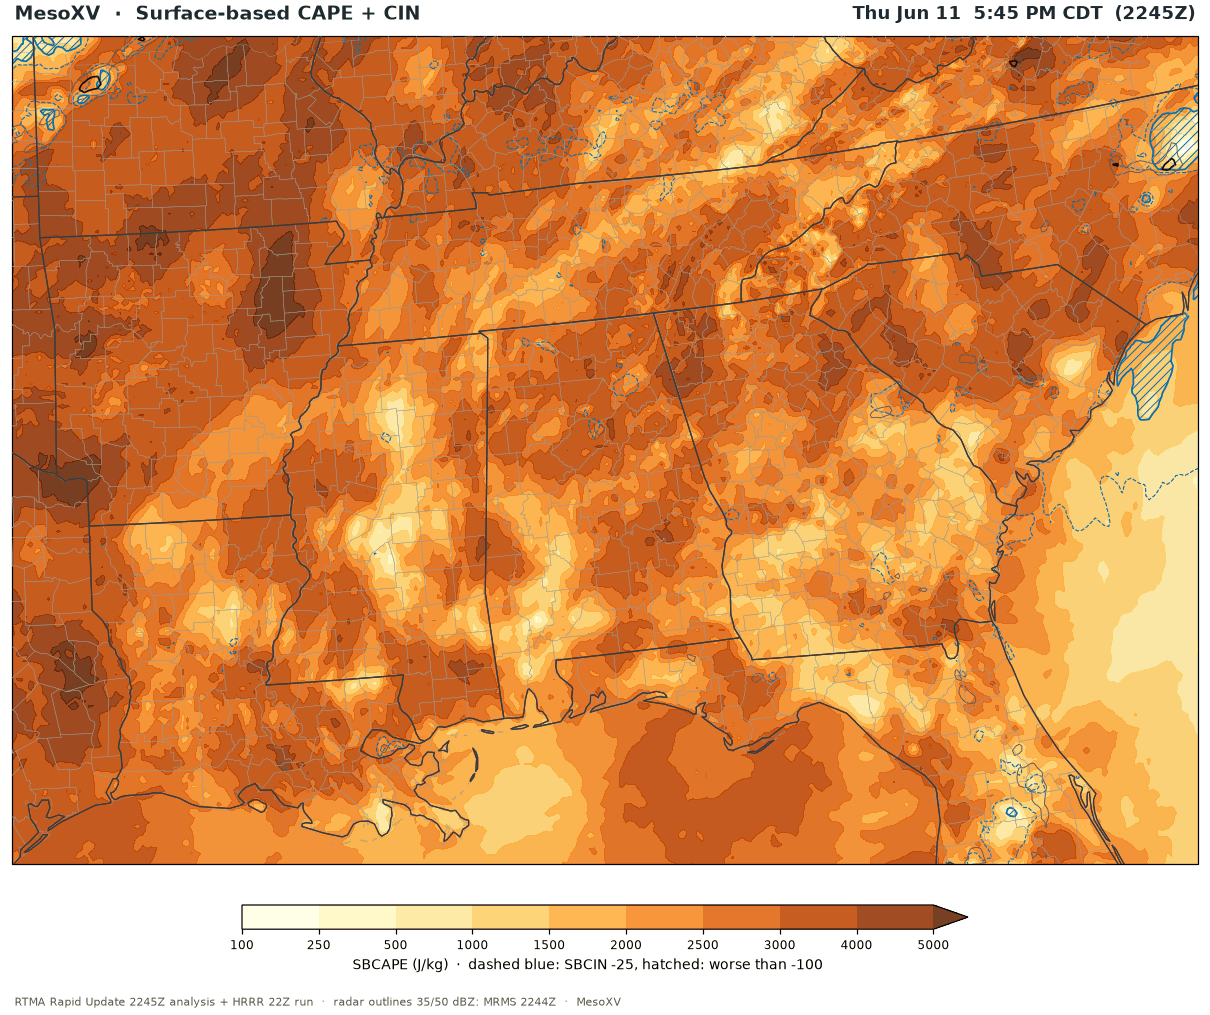 MesoXV · Surface-based CAPE + CIN
Thu Jun 11 5:45 PM CDT (2245Z)
100 250 500 1000 1500 2000 2500 3000 4000 5000
SBCAPE (J/kg) · dashed blue: SBCIN -25, hatched: worse than -100
RTMA Rapid Update 2245Z analysis + HRRR 22Z run · radar outlines 35/50 dBZ: MRMS 2244Z · MesoXV